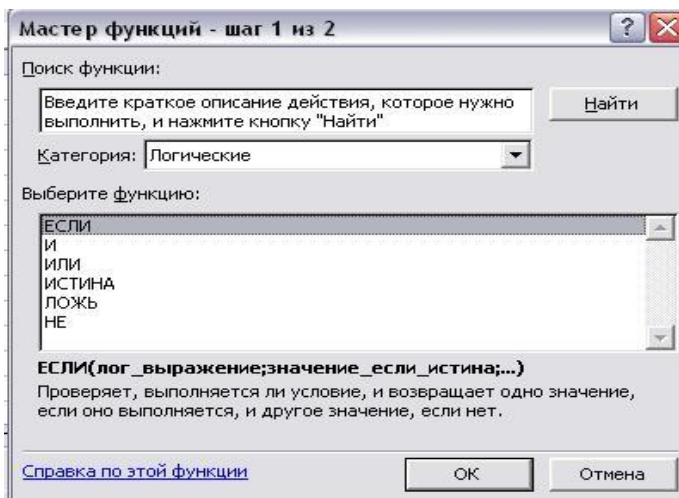 Мастер функций - шаг 1 из 2
Поиск функции:
Введите краткое описание действия, которое нужно
выполнить, и нажмите кнопку "Найти"
Найти
Категория: Логические
Выберите функцию:
ЕСЛИ
И
ИЛИ
ИСТИНА
ЛОЖЬ
НЕ
ЕСЛИ(лог_выражение;значение_если_истина;...)
Проверяет, выполняется ли условие, и возвращает одно значение,
если оно выполняется, и другое значение, если нет.
Справка по этой функции
ОК
Отмена